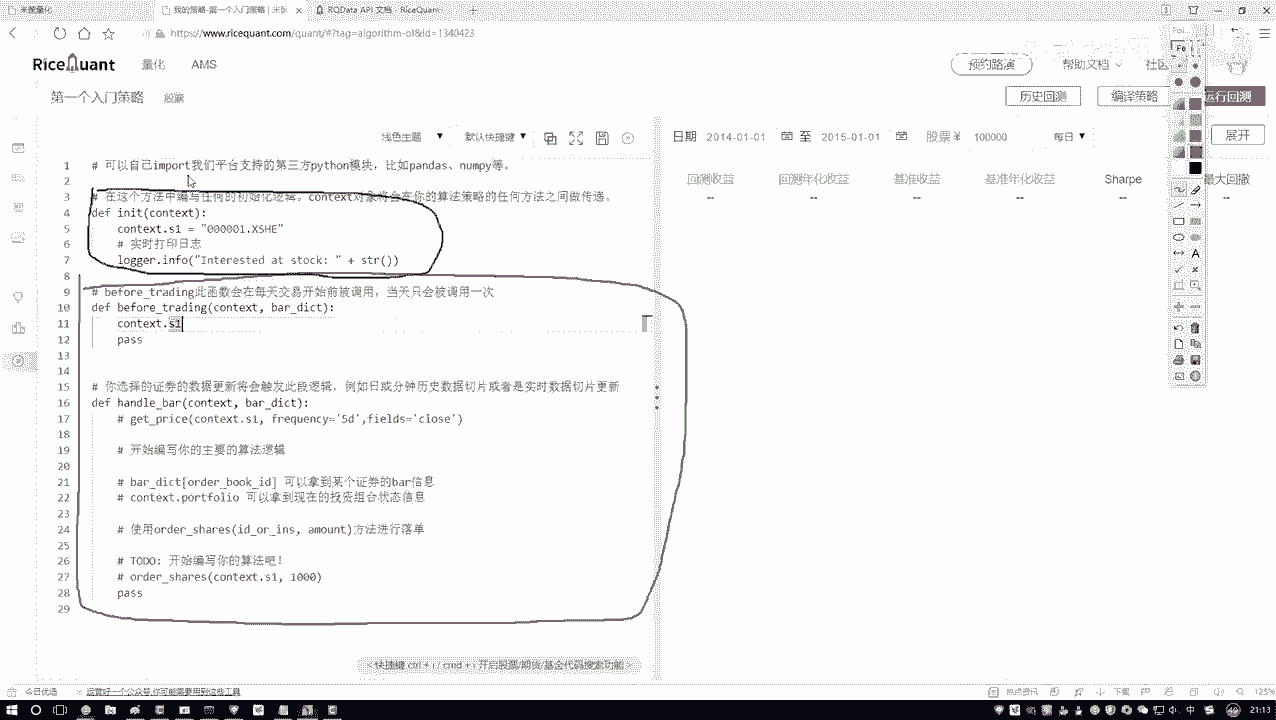 米筐量化
我的策略-第一个入门策略 | 米筐
RQData API 文档 - RiceQuant
https://www.ricequant.com/quant/#?tag=algorithm-ol&id=1340423
RiceQuant
量化
AMS
预约路演
帮助文档
社区
第一个入门策略
股票
历史回测
编译策略
运行回测
浅色主题
默认快捷键
日期
2014-01-01
至
2015-01-01
股票 ¥
100000
每日
展开
回测收益
回测年化收益
基准收益
基准年化收益
Sharpe
最大回撤
--
--
--
--
--
--
1 # 可以自己import我们平台支持的第三方python模块，比如pandas、numpy等。
2
3 # 在这个方法中编写任何的初始化逻辑。context对象将会在你的算法策略的任何方法之间做传递。
4 def init(context):
5 context.s1 = "000001.XSHE"
6 # 实时打印日志
7 logger.info("Interested at stock: " + str())
8
9 # before_trading此函数会在每天交易开始前被调用，当天只会被调用一次
10 def before_trading(context, bar_dict):
11 context.s1
12 pass
13
14
15 # 你选择的证券的数据更新将会触发此段逻辑，例如日或分钟历史数据切片或者是实时数据切片更新
16 def handle_bar(context, bar_dict):
17 # get_price(context.s1, frequency='5d',fields='close')
18
19 # 开始编写你的主要的算法逻辑
20
21 # bar_dict[order_book_id] 可以拿到某个证券的bar信息
22 # context.portfolio 可以拿到现在的投资组合状态信息
23
24 # 使用order_shares(id_or_ins, amount)方法进行落单
25
26 # TODO: 开始编写你的算法吧！
27 # order_shares(context.s1, 1000)
28 pass
29
快捷键 ctrl + i / cmd + i 开启股票/期货/基金代码搜索功能
今日优选
运营好一个公众号,你可能需要用到这些工具
热点资讯
下载
125%
中
21:13